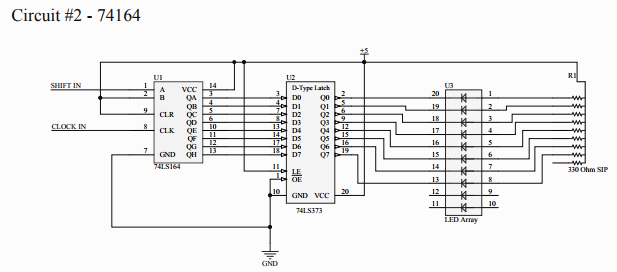 Circuit #2 - 74164
+5
R1
U1
U2
U3
SHIFT IN
1 A VCC 14
2 B QA 3
QB 4
9 CLR QC 5
QD 6
8 CLK QE 10
CLOCK IN
QF 11
QG 12
7 GND QH 13
74LS164
D-Type Latch
3 D0 Q0 2
4 D1 Q1 5
7 D2 Q2 6
8 D3 Q3 9
13 D4 Q4 12
14 D5 Q5 15
17 D6 Q6 16
18 D7 Q7 19
11 LE
1 OE
10 GND VCC 20
74LS373
20 1
19 2
18 3
17 4
16 5
15 6
14 7
13 8
12 9
11 10
LED Array
330 Ohm SIP
GND